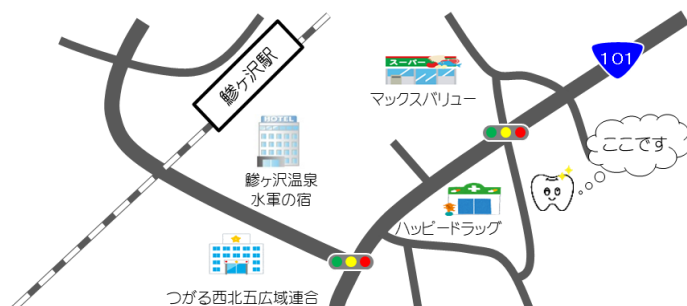 鰺ヶ沢駅
スーパー
マックスバリュー
101
ここです
HOTEL
鰺ヶ沢温泉
水軍の宿
ハッピードラッグ
つがる西北五広域連合